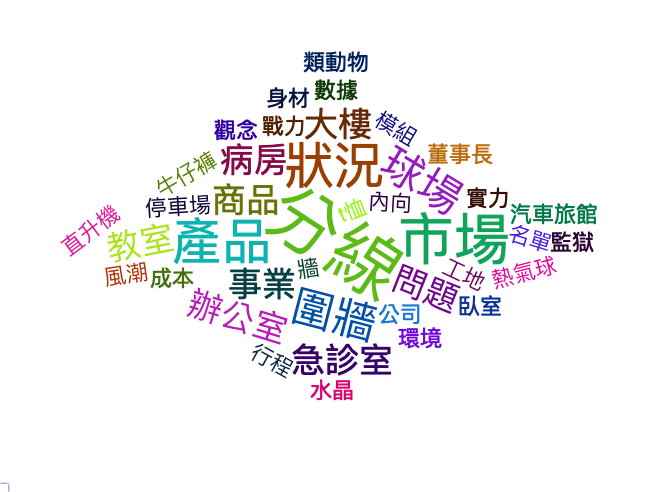 類動物
身材
數據
觀念
戰力
大樓
模組
牛仔褲
病房
狀況
球場
董事長
直升機
停車場
商品
分線
t恤
內向
實力
汽車旅館
教室
產品
市場
名單
監獄
風潮
成本
事業
牆
問題
工地
熱氣球
辦公室
圍牆
公司
臥室
環境
行程
急診室
水晶